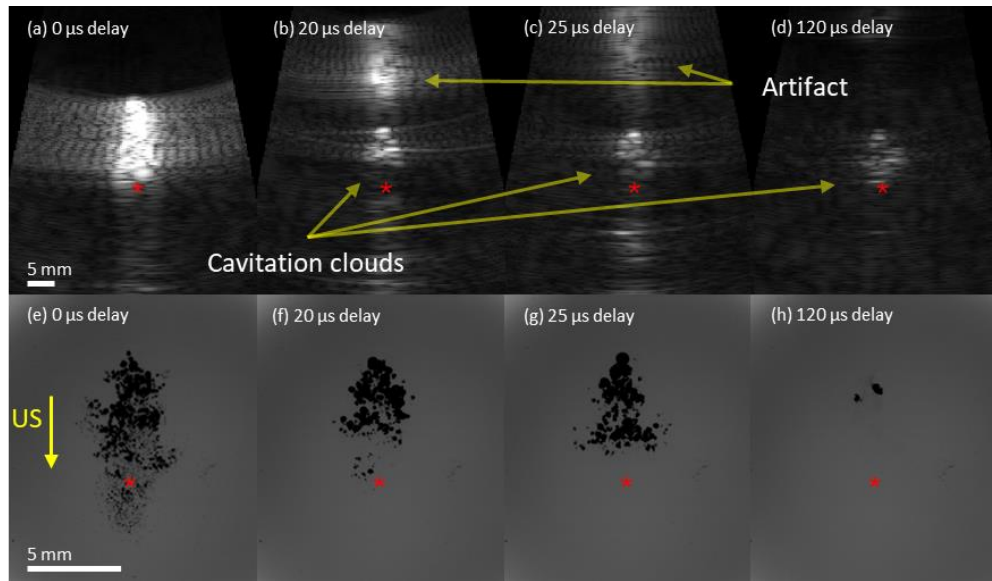 (a) 0 µs delay
(b) 20 µs delay
(c) 25 µs delay
(d) 120 µs delay
Artifact
*
*
*
*
Cavitation clouds
5 mm
(e) 0 µs delay
(f) 20 µs delay
(g) 25 µs delay
(h) 120 µs delay
US
*
*
*
*
5 mm